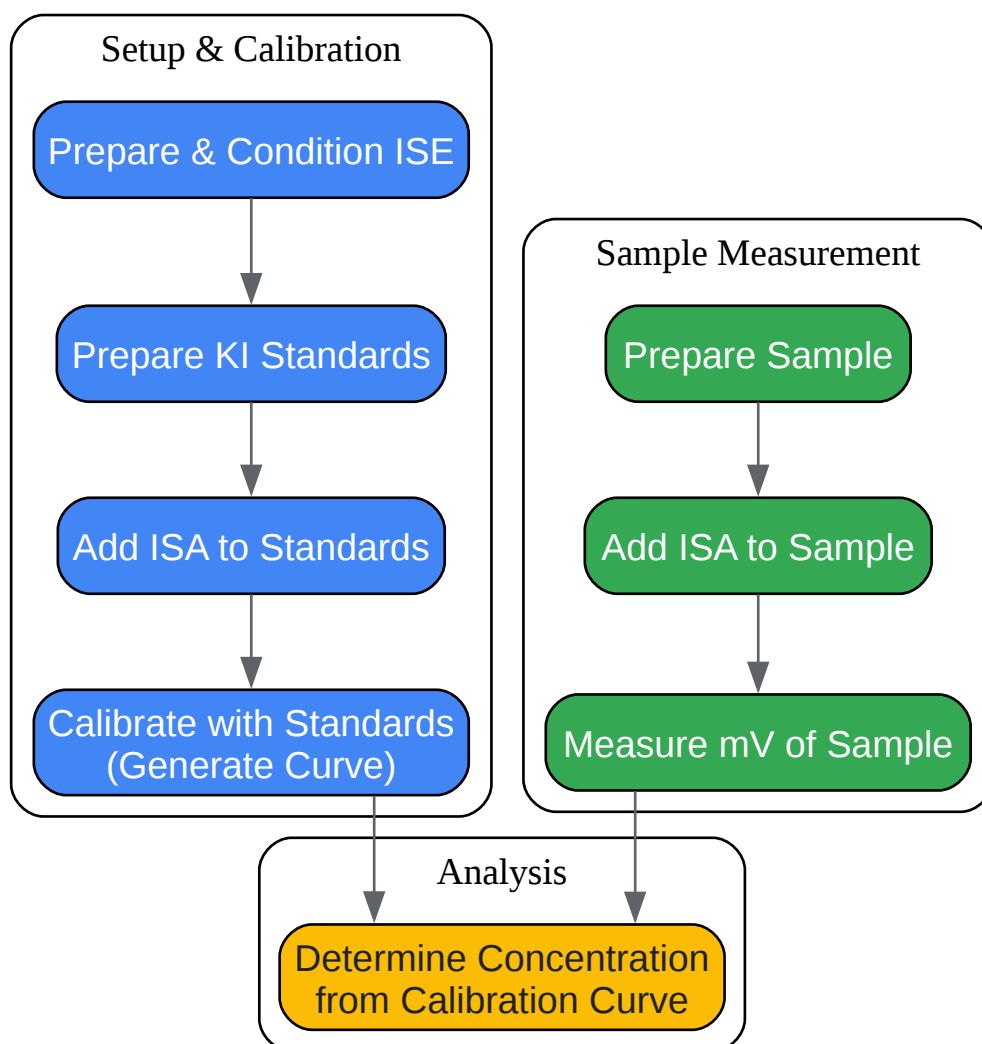 Setup & Calibration
Prepare & Condition ISE
Prepare KI Standards
Add ISA to Standards
Calibrate with Standards
(Generate Curve)
Sample Measurement
Prepare Sample
Add ISA to Sample
Measure mV of Sample
Analysis
Determine Concentration
from Calibration Curve